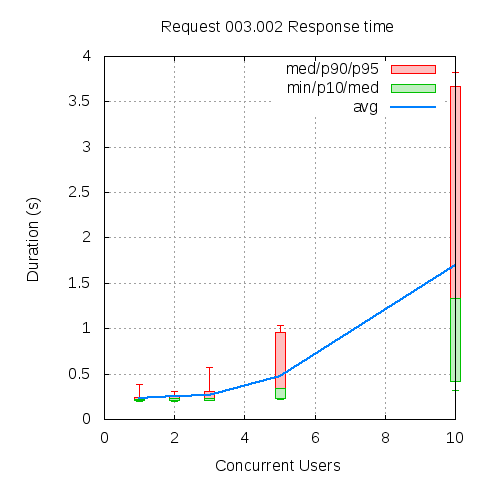 Request 003.002 Response time
med/p90/p95
min/p10/med
avg
Duration (s)
4
3.5
3
2.5
2
1.5
1
0.5
0
0 2 4 6 8 10
Concurrent Users